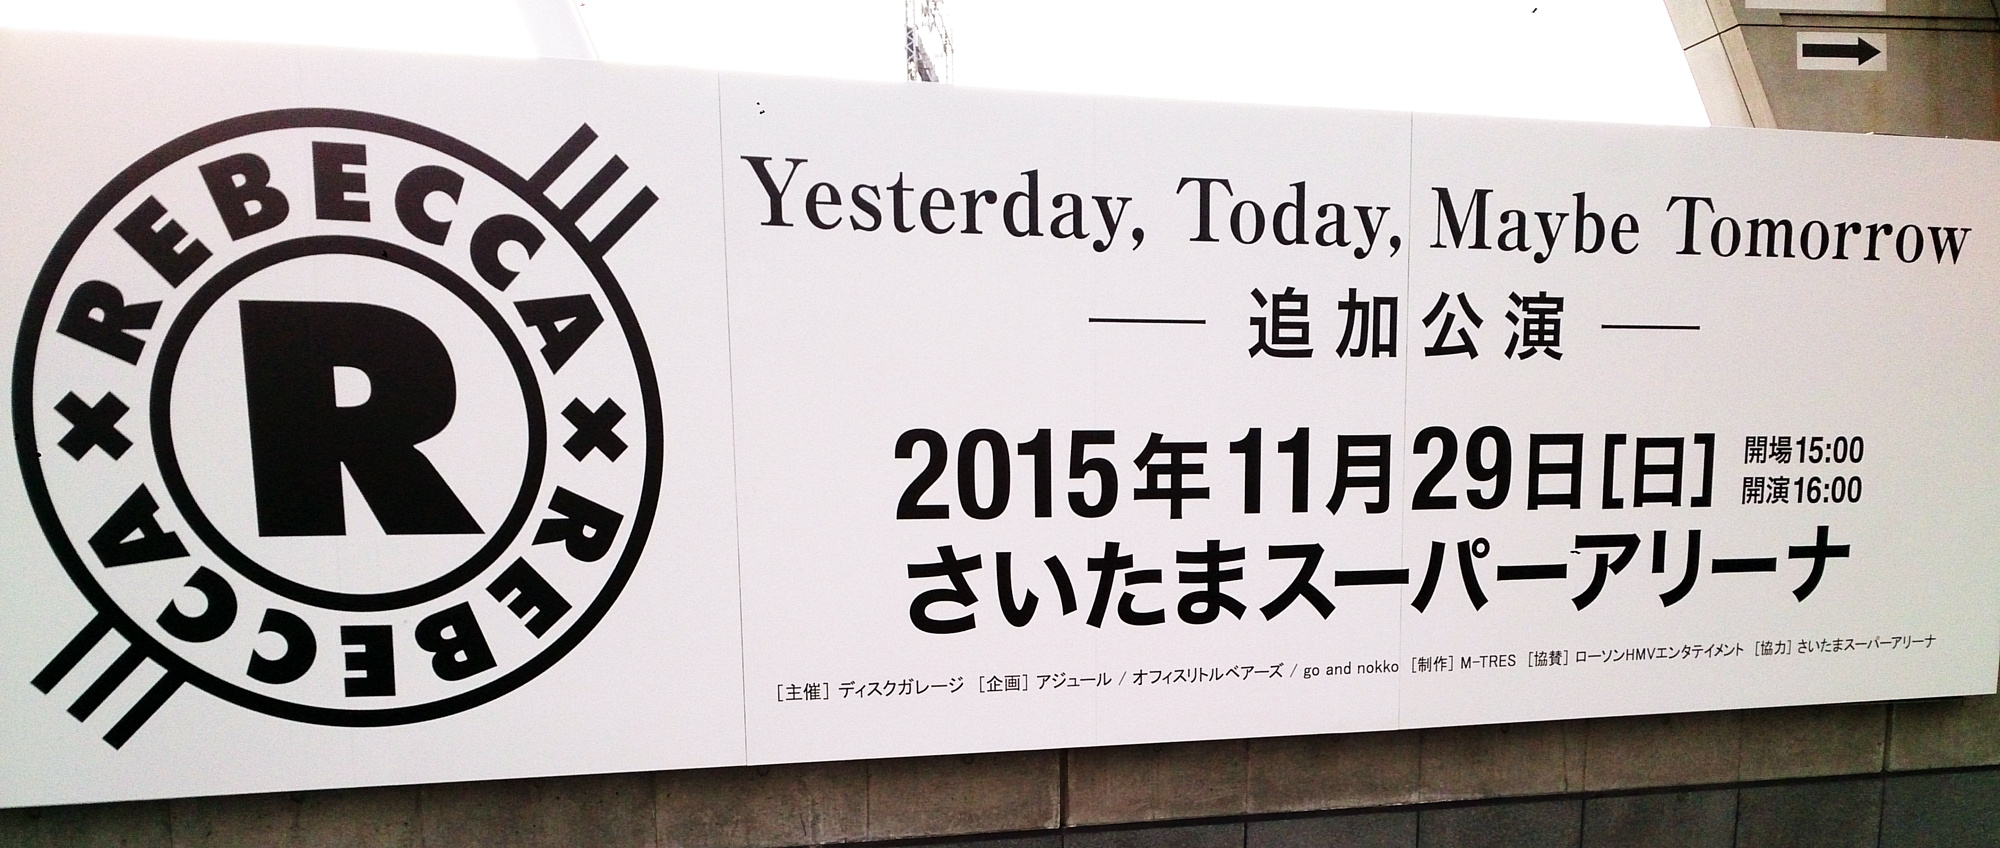 REBECCA × REBECCA ×
R
Yesterday, Today, Maybe Tomorrow
追加公演
2015年11月29日[日]
開場15:00
開演16:00
さいたまスーパーアリーナ
[主催] ディスクガレージ [企画] アジュール / オフィスリトルベアーズ / go and nokko [制作] M-TRES [協賛] ローソンHMVエンタテイメント [協力] さいたまスーパーアリーナ